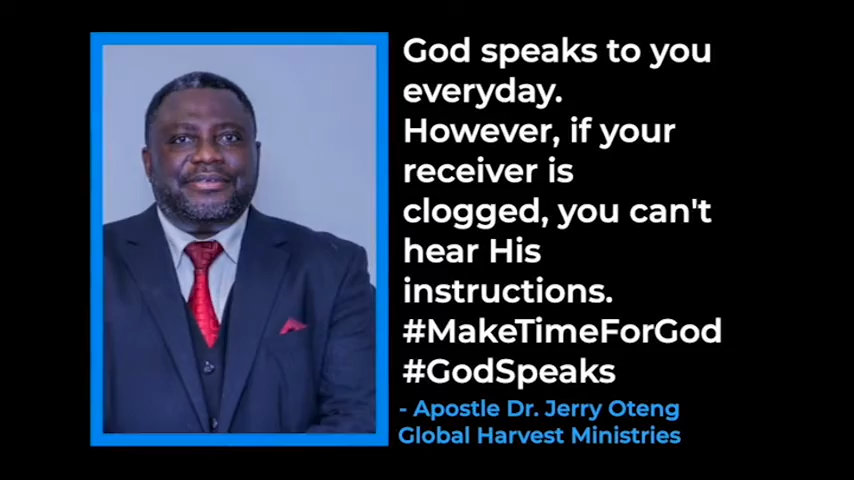 God speaks to you
everyday.
However, if your
receiver is
clogged, you can't
hear His
instructions.
#MakeTimeForGod
#GodSpeaks
- Apostle Dr. Jerry Oteng
Global Harvest Ministries